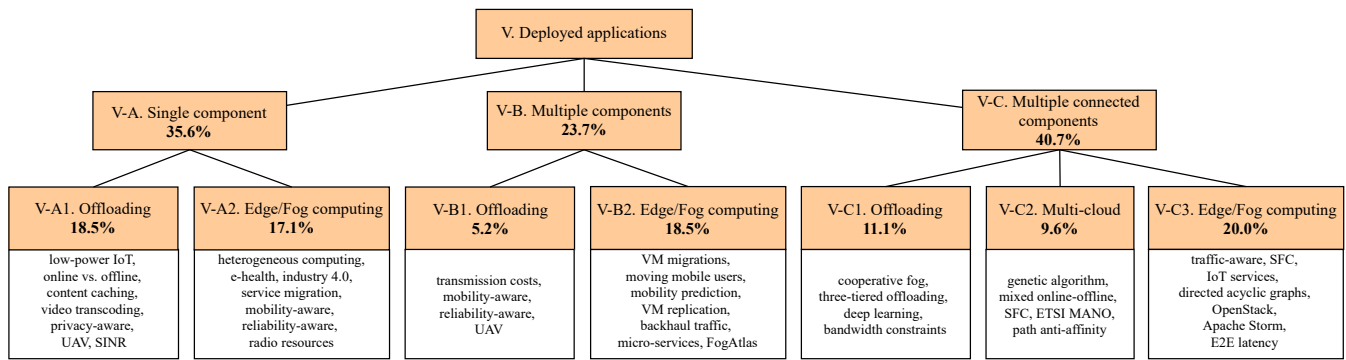 V. Deployed applications
V-A. Single component
35.6%
V-B. Multiple components
23.7%
V-C. Multiple connected
components
40.7%
V-A1. Offloading
18.5%
low-power IoT,
online vs. offline,
content caching,
video transcoding,
privacy-aware,
UAV, SINR
V-A2. Edge/Fog computing
17.1%
heterogeneous computing,
e-health, industry 4.0,
service migration,
mobility-aware,
reliability-aware,
radio resources
V-B1. Offloading
5.2%
transmission costs,
mobility-aware,
reliability-aware,
UAV
V-B2. Edge/Fog computing
18.5%
VM migrations,
moving mobile users,
mobility prediction,
VM replication,
backhaul traffic,
micro-services, FogAtlas
V-C1. Offloading
11.1%
cooperative fog,
three-tiered offloading,
deep learning,
bandwidth constraints
V-C2. Multi-cloud
9.6%
genetic algorithm,
mixed online-offline,
SFC, ETSI MANO,
path anti-affinity
V-C3. Edge/Fog computing
20.0%
traffic-aware, SFC,
IoT services,
directed acyclic graphs,
OpenStack,
Apache Storm,
E2E latency